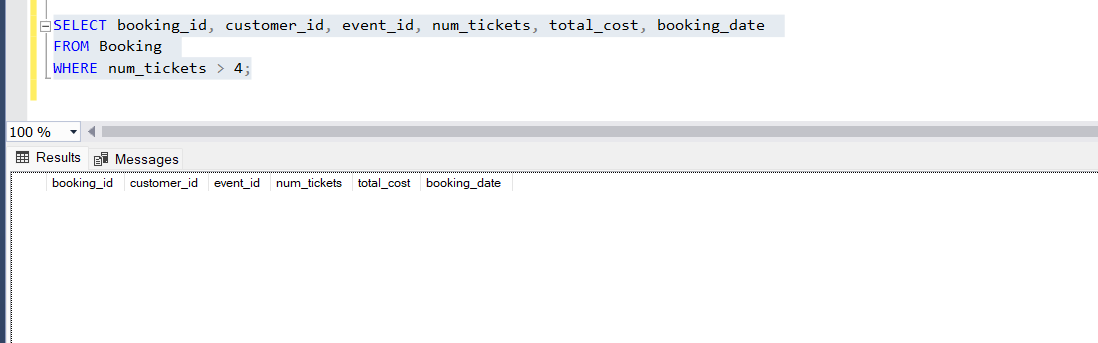 SELECT booking_id, customer_id, event_id, num_tickets, total_cost, booking_date
FROM Booking
WHERE num_tickets > 4;
100 %
Results Messages
booking_id customer_id event_id num_tickets total_cost booking_date